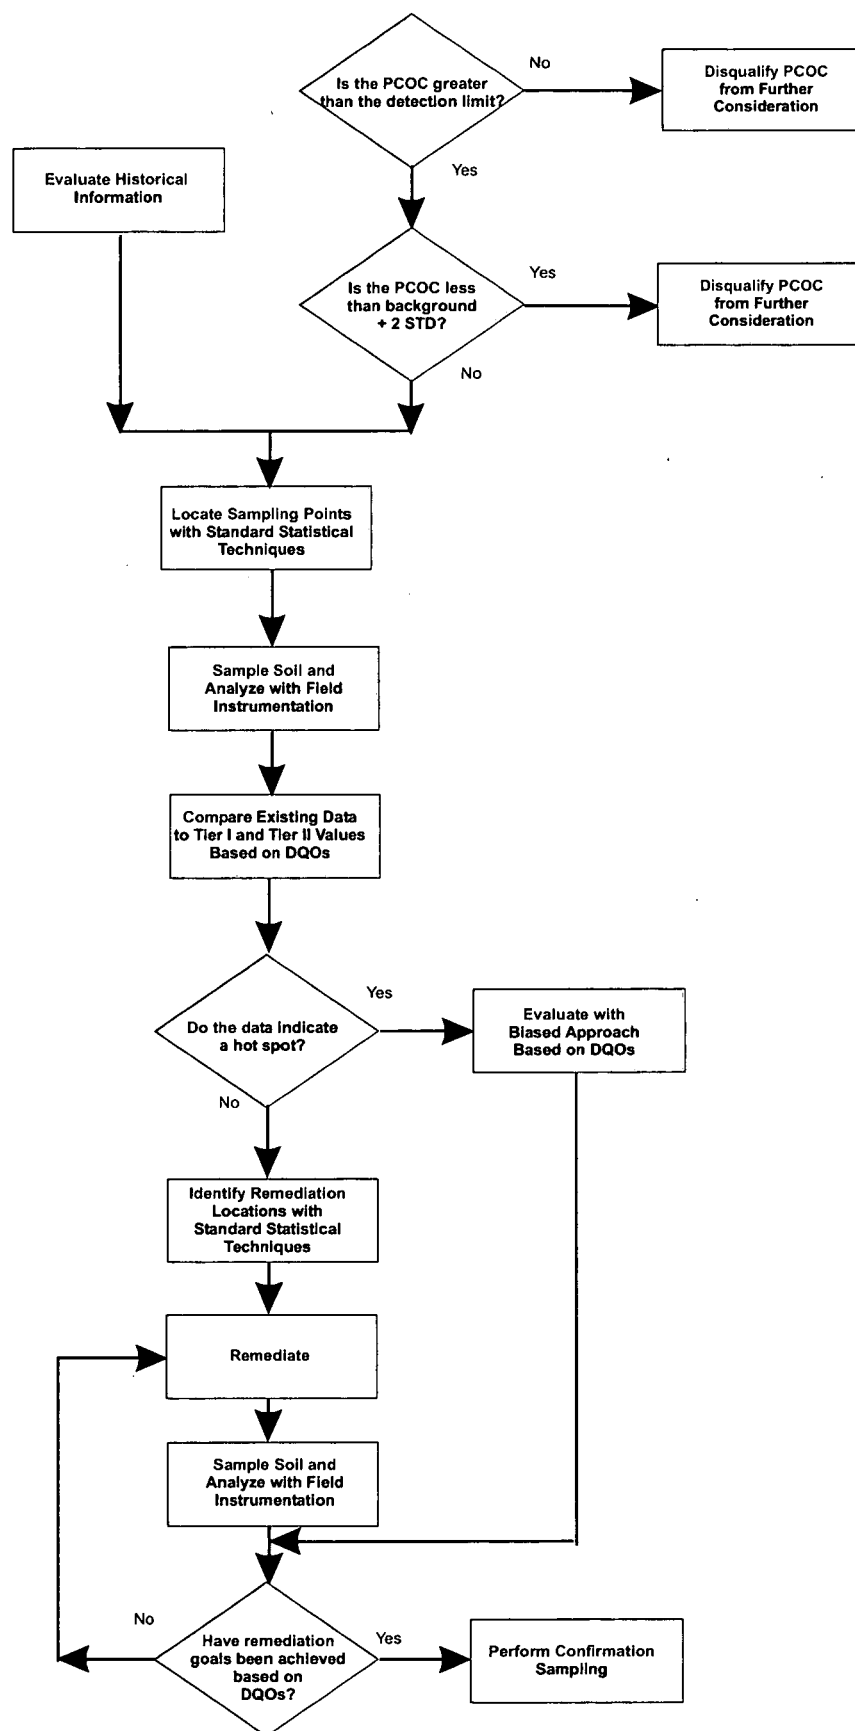 Is the PCOC greater
than the detection limit?
No
Disqualify PCOC
from Further
Consideration
Yes
Evaluate Historical
Information
Is the PCOC less
than background
+ 2 STD?
Yes
Disqualify PCOC
from Further
Consideration
No
Locate Sampling Points
with Standard Statistical
Techniques
Sample Soil and
Analyze with Field
Instrumentation
Compare Existing Data
to Tier I and Tier II Values
Based on DQOs
Do the data indicate
a hot spot?
Yes
Evaluate with
Biased Approach
Based on DQOs
No
Identify Remediation
Locations with
Standard Statistical
Techniques
Remediate
Sample Soil and
Analyze with Field
Instrumentation
No
Have remediation
goals been achieved
based on
DQOs?
Yes
Perform Confirmation
Sampling